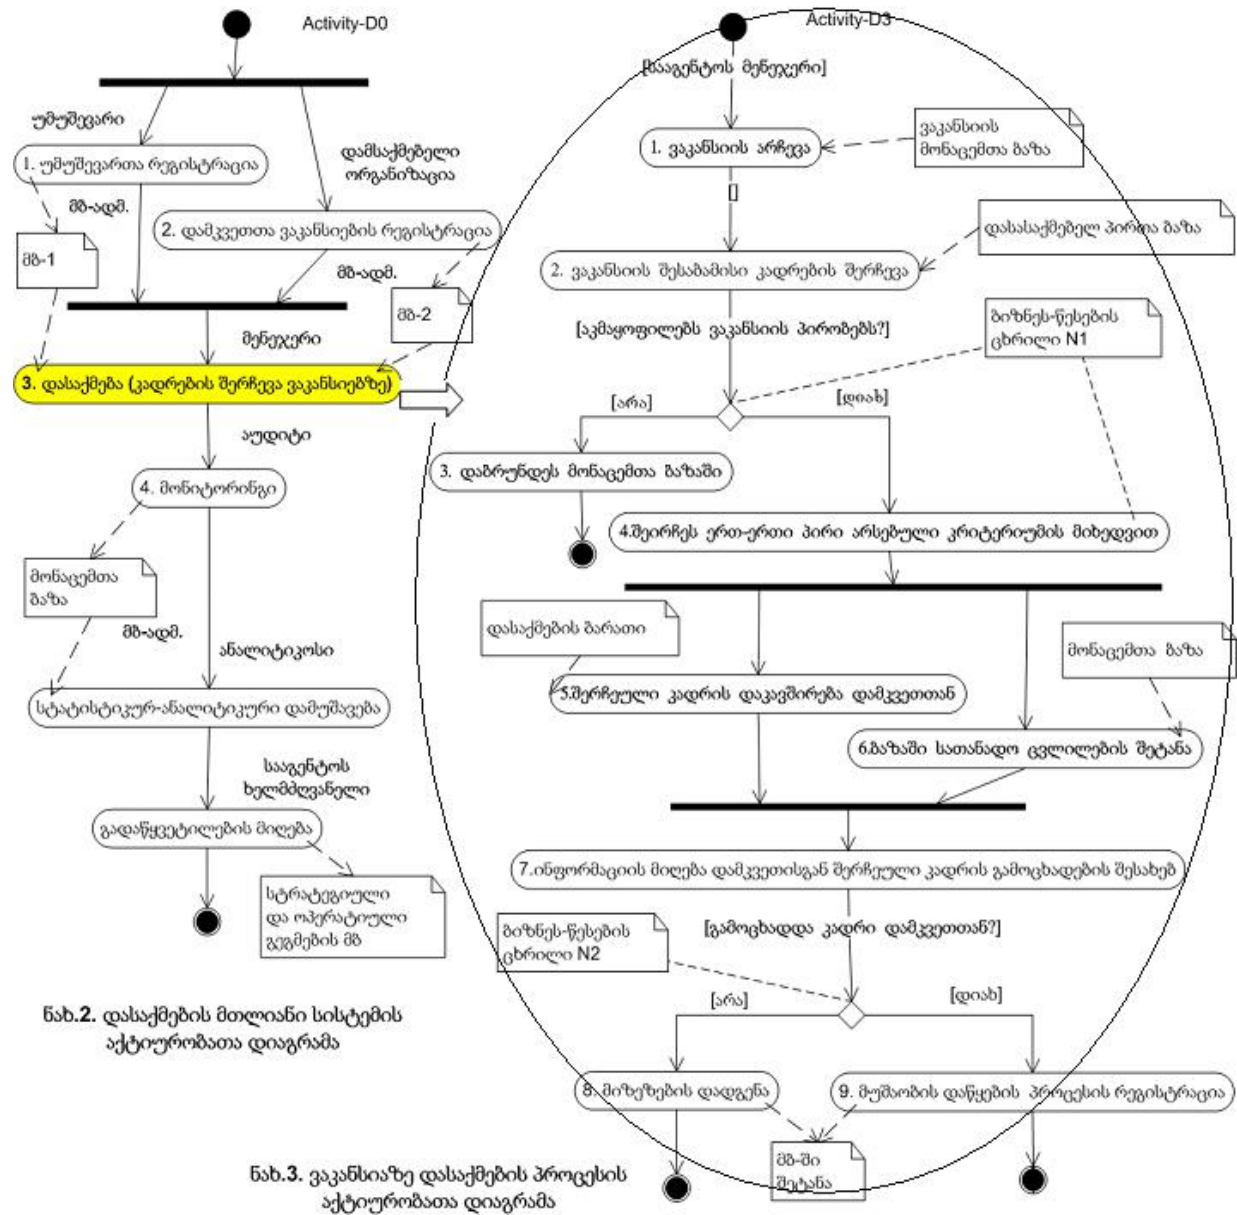 Activity-D0
უმუშევარი
1. უმუშევართა რეგისტრაცია
დამსაქმებელი
ორგანიზაცია
მბ-ადმ.
2. დამკვეთთა ვაკანსიების რეგისტრაცია
მბ-1
მბ-ადმ.
მბ-2
მენეჯერი
3. დასაქმება (კადრების შერჩევა ვაკანსიებზე)
აუდიტი
4. მონიტორინგი
მონაცემთა
ბაზა
მბ-ადმ.
ანალიტიკოსი
სტატისტიკურ-ანალიტიკური დამუშავება
სააგენტოს
ხელმძღვანელი
გადაწყვეტილების მიღება
სტრატეგიული
და ოპერატიული
გეგმების მბ
ნახ.2. დასაქმების მთლიანი სისტემის
აქტიურობათა დიაგრამა
Activity-D3
[სააგენტოს მენეჯერი]
1. ვაკანსიის არჩევა
ვაკანსიის
მონაცემთა ბაზა
[]
დასასაქმებელ პირთა ბაზა
2. ვაკანსიის შესაბამისი კადრების შერჩევა
[აკმაყოფილებს ვაკანსიის პირობებს?]
ბიზნეს-წესების
ცხრილი N1
[არა]
[დიახ]
3. დაბრუნდეს მონაცემთა ბაზაში
4.შეირჩეს ერთ-ერთი პირი არსებული კრიტერიუმის მიხედვით
დასაქმების ბარათი
მონაცემთა ბაზა
5.შერჩეული კადრის დაკავშირება დამკვეთთან
6.ბაზაში სათანადო ცვლილების შეტანა
7.ინფორმაციის მიღება დამკვეთისგან შერჩეული კადრის გამოცხადების შესახებ
ბიზნეს-წესების
ცხრილი N2
[გამოცხადდა კადრი დამკვეთთან?]
[არა]
[დიახ]
8. მიზეზების დადგენა
9. მუშაობის დაწყების პროცესის რეგისტრაცია
მბ-ში
შეტანა
ნახ.3. ვაკანსიაზე დასაქმების პროცესის
აქტიურობათა დიაგრამა